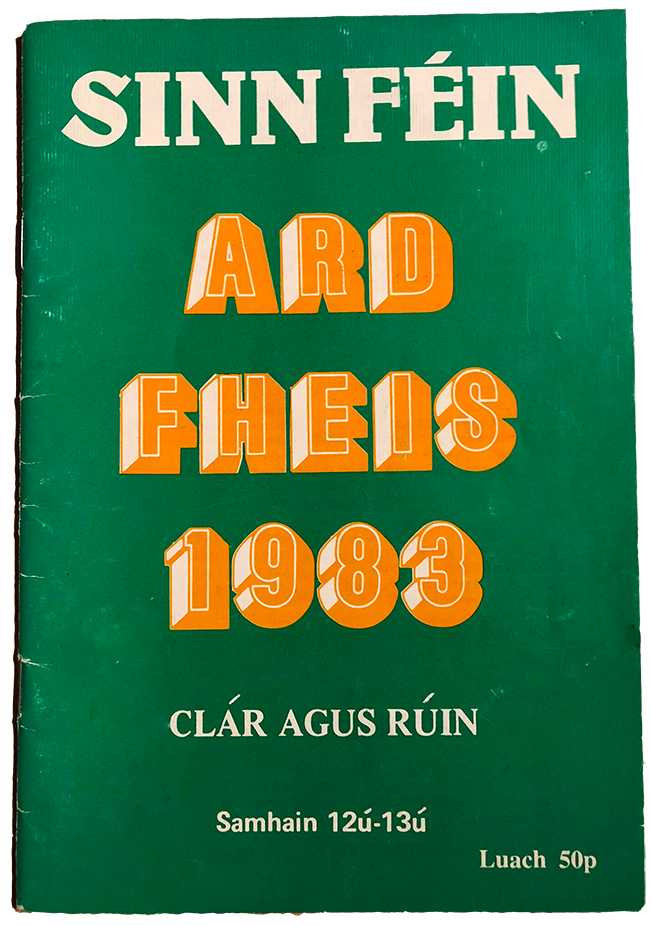 SINN FÉIN
ARD
FHEIS
1983
CLÁR AGUS RÚIN
Samhain 12ú-13ú
Luach 50p